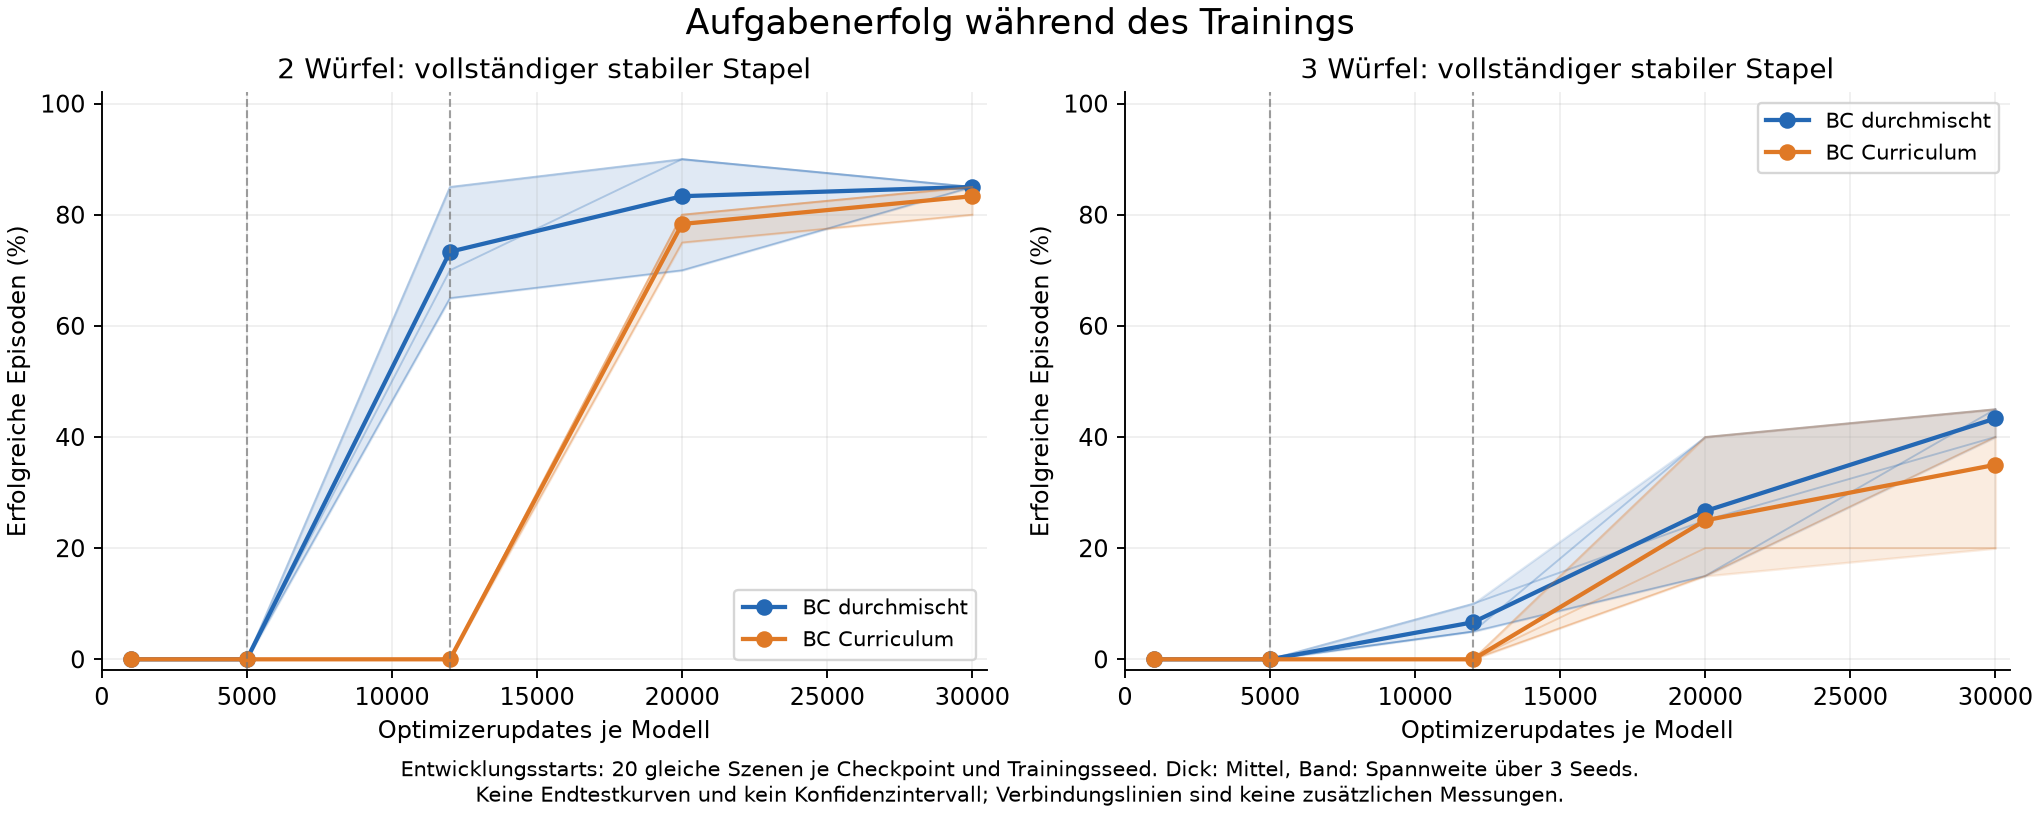 Aufgabenerfolg während des Trainings
2 Würfel: vollständiger stabiler Stapel
Erfolgreiche Episoden (%)
100
80
60
40
20
0
BC durchmischt
BC Curriculum
0 5000 10000 15000 20000 25000 30000
Optimizerupdates je Modell
3 Würfel: vollständiger stabiler Stapel
Erfolgreiche Episoden (%)
100
80
60
40
20
0
BC durchmischt
BC Curriculum
0 5000 10000 15000 20000 25000 30000
Optimizerupdates je Modell
Entwicklungsstarts: 20 gleiche Szenen je Checkpoint und Trainingsseed. Dick: Mittel, Band: Spannweite über 3 Seeds.
Keine Endtestkurven und kein Konfidenzintervall; Verbindungslinien sind keine zusätzlichen Messungen.